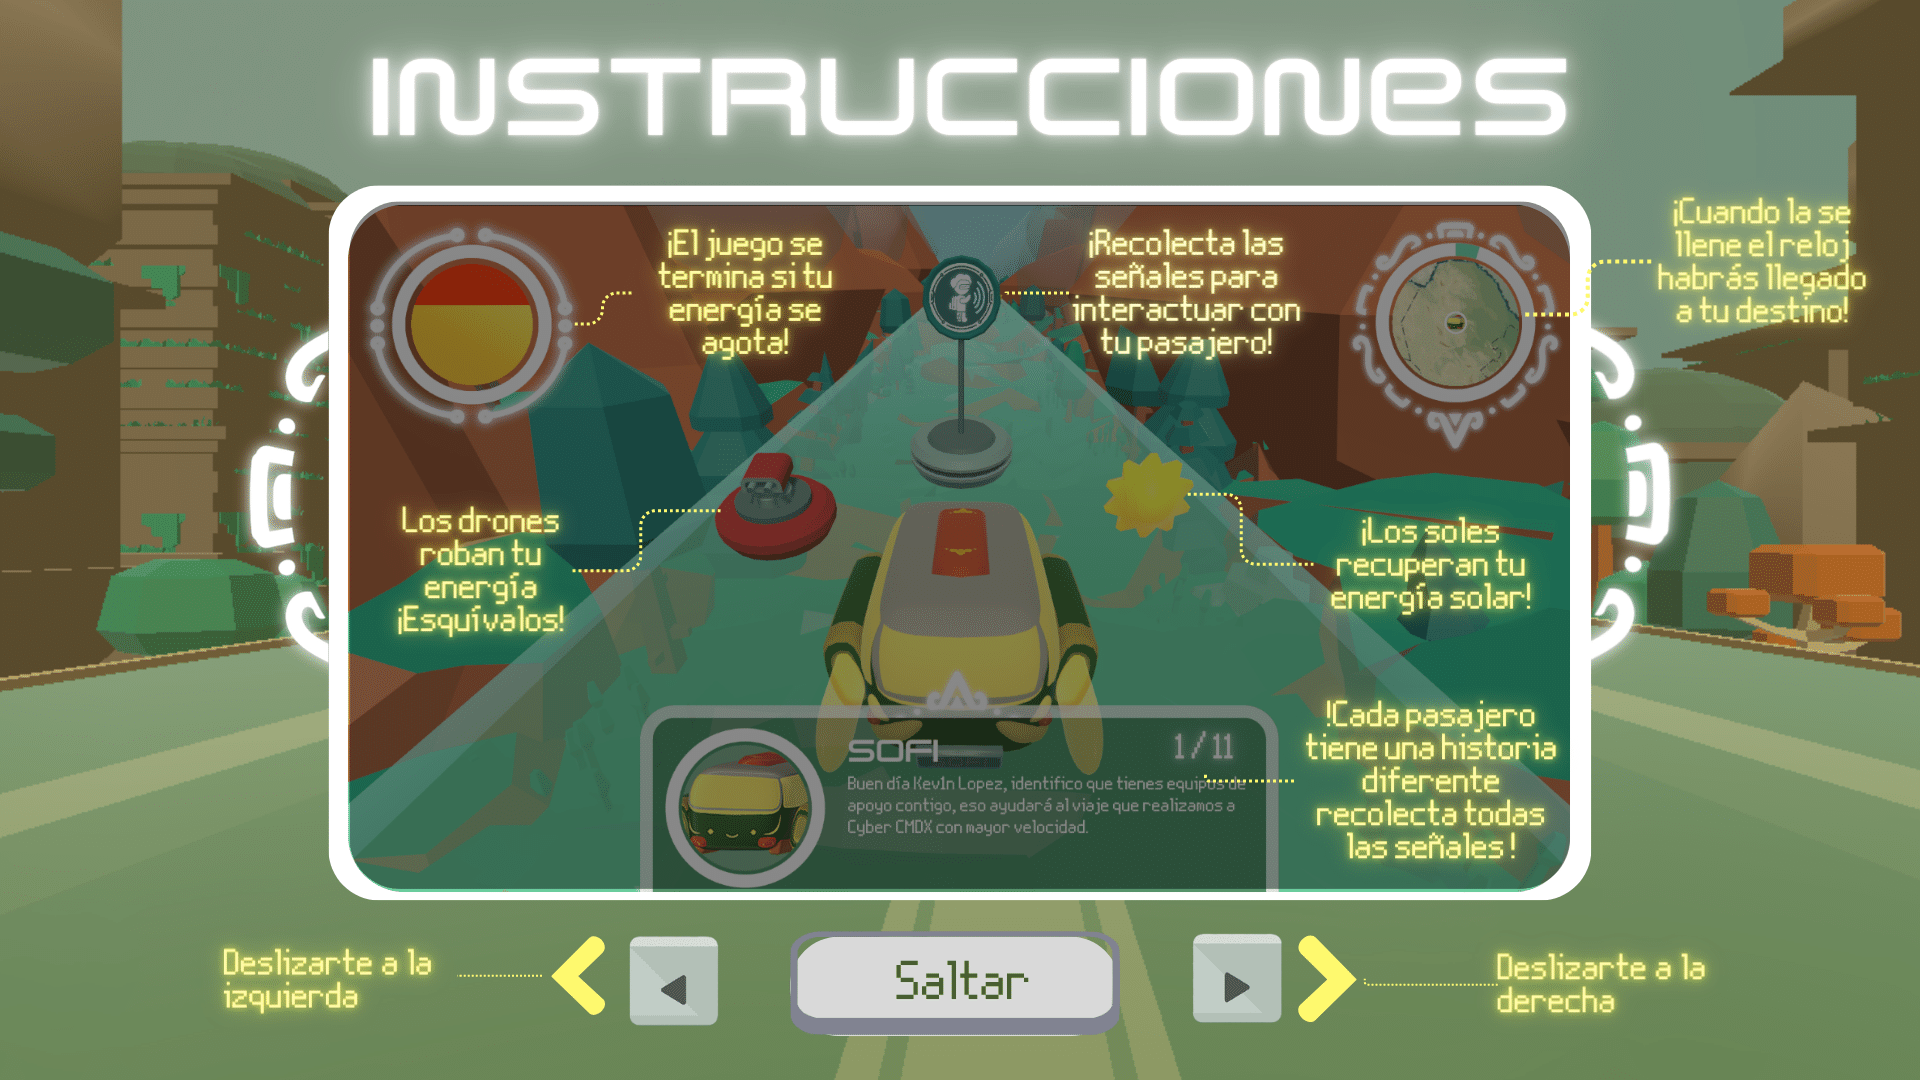 INSTRUCCIONES
¡El juego se
termina si tu
energía se
agota!
¡Recolecta las
señales para
interactuar con
tu pasajero!
¡Cuando la se
llene el reloj
habrás llegado
a tu destino!
Los drones
roban tu
energía
¡Esquívalos!
¡Los soles
recuperan tu
energía solar!
!Cada pasajero
tiene una historia
diferente
recolecta todas
las señales !
SOFI
1/11
Buen día Kev1n Lopez, identifico que tienes equipos de
apoyo contigo, eso ayudará al viaje que realizamos a
Cyber CMDX con mayor velocidad.
Deslizarte a la
izquierda
Saltar
Deslizarte a la
derecha